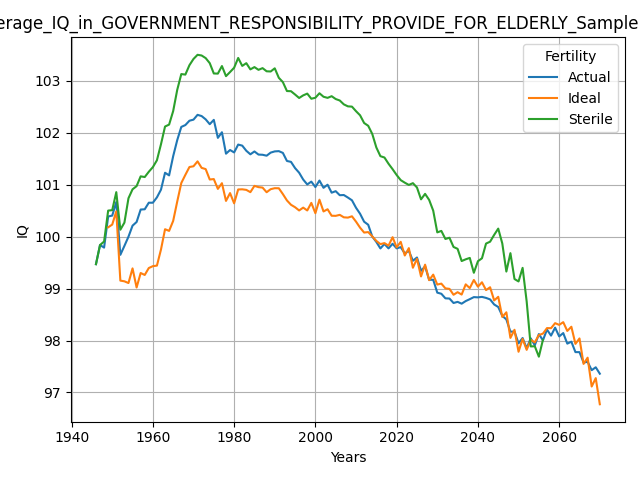 erage_IQ_in_GOVERNMENT_RESPONSIBILITY_PROVIDE_FOR_ELDERLY_Sample
Fertility
Actual
Ideal
Sterile
IQ
103
102
101
100
99
98
97
1940
1960
1980
2000
2020
2040
2060
Years